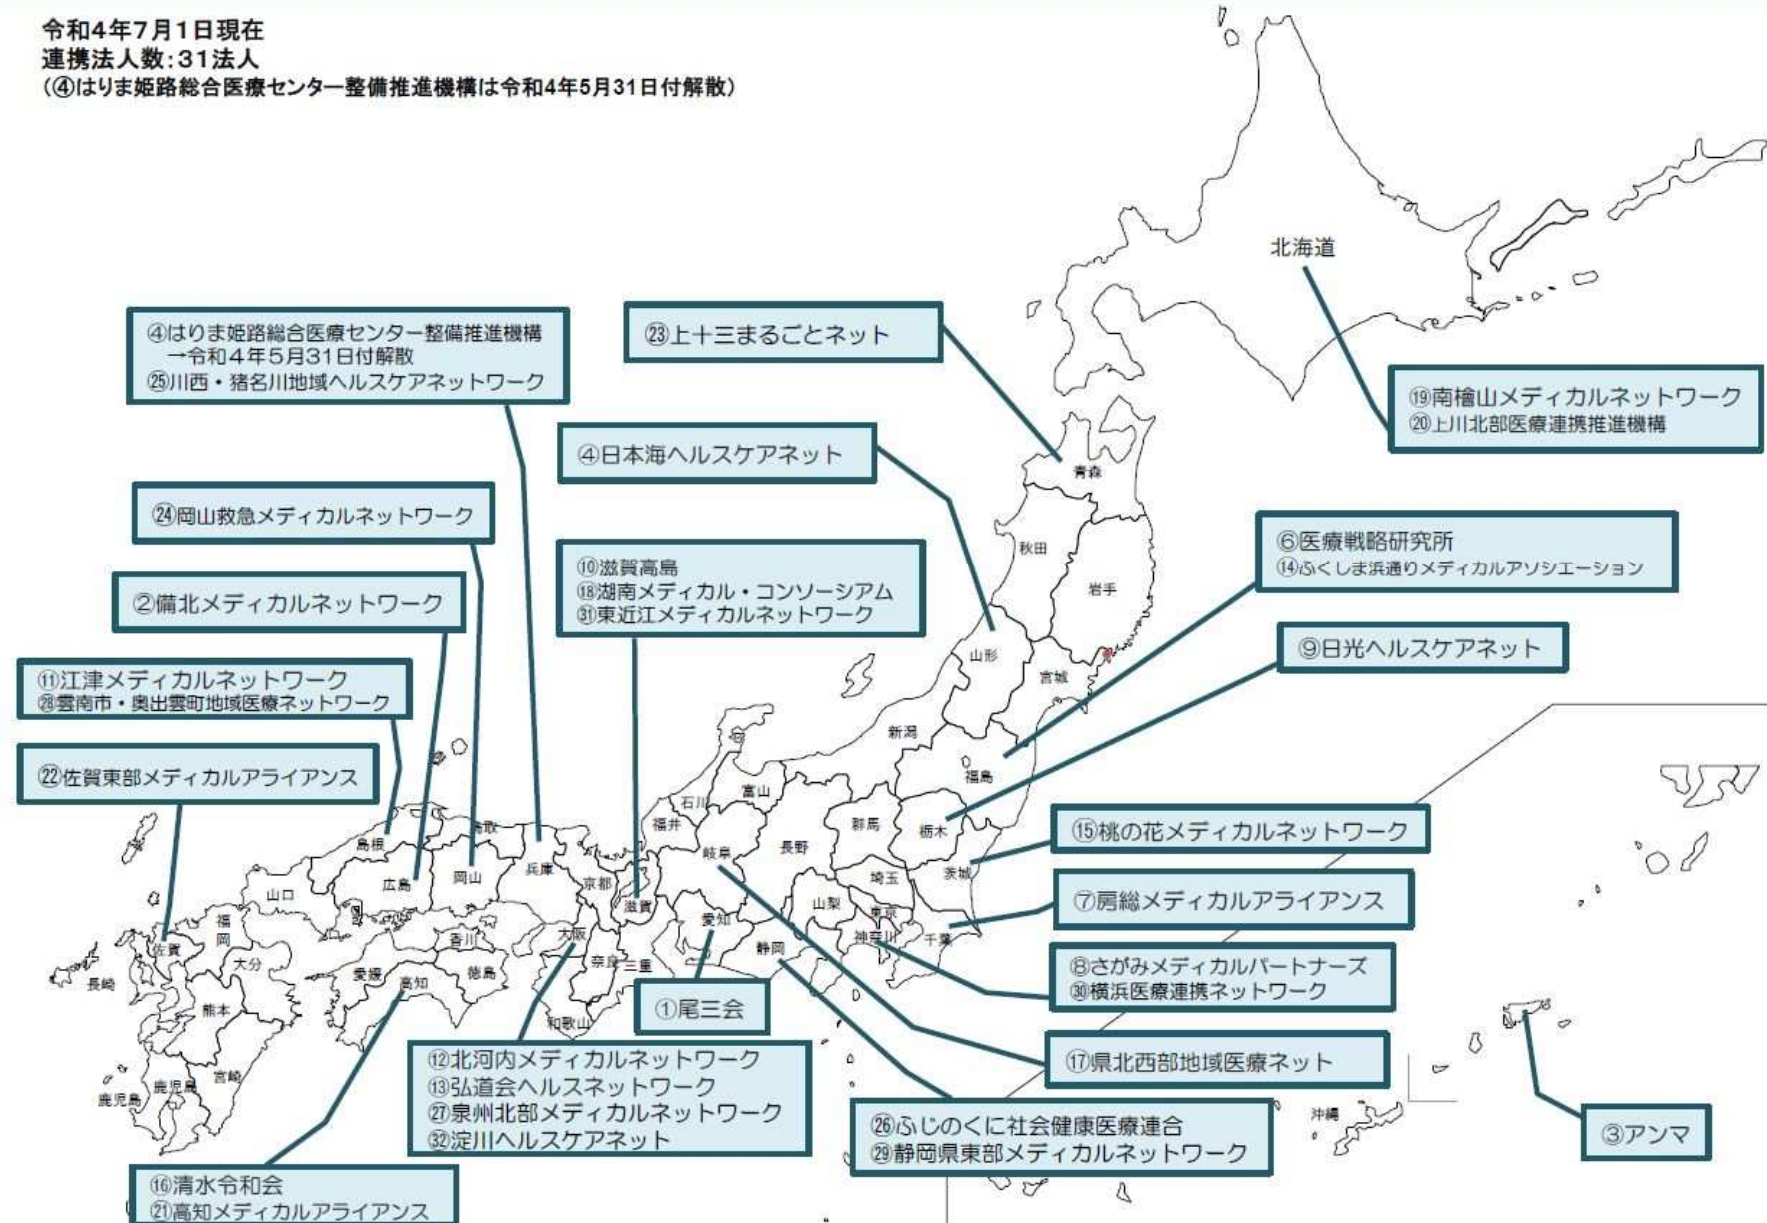 令和4年7月1日現在
連携法人数:31法人
(④はりま姫路総合医療センター整備推進機構は令和4年5月31日付解散)
北海道
④はりま姫路総合医療センター整備推進機構
→令和4年5月31日付解散
㉕川西・猪名川地域ヘルスケアネットワーク
㉓上十三まるごとネット
⑲南檜山メディカルネットワーク
⑳上川北部医療連携推進機構
④日本海ヘルスケアネット
青森
㉔岡山救急メディカルネットワーク
秋田
⑥医療戦略研究所
⑭ふくしま浜通りメディカルアソシエーション
⑩滋賀高島
⑱湖南メディカル・コンソーシアム
㉛東近江メディカルネットワーク
岩手
②備北メディカルネットワーク
⑨日光ヘルスケアネット
山形
宮城
⑪江津メディカルネットワーク
㉘雲南市・奥出雲町地域医療ネットワーク
新潟
㉒佐賀東部メディカルアライアンス
福島
富山
石川
福井
群馬
栃木
⑮桃の花メディカルネットワーク
鳥取
島根
岐阜
長野
兵庫
岡山
広島
京都
埼玉
茨城
山口
滋賀
山梨
東京
⑦房総メディカルアライアンス
福岡
愛知
佐賀
香川
大阪
静岡
神奈川
千葉
大分
奈良
三重
長崎
愛媛
高知
徳島
⑧さがみメディカルパートナーズ
㉚横浜医療連携ネットワーク
熊本
①尾三会
和歌山
⑫北河内メディカルネットワーク
⑬弘道会ヘルスネットワーク
㉗泉州北部メディカルネットワーク
㉜淀川ヘルスケアネット
⑰県北西部地域医療ネット
宮崎
鹿児島
鹿児島
㉖ふじのくに社会健康医療連合
㉙静岡県東部メディカルネットワーク
沖縄
③アンマ
⑯清水令和会
㉑高知メディカルアライアンス